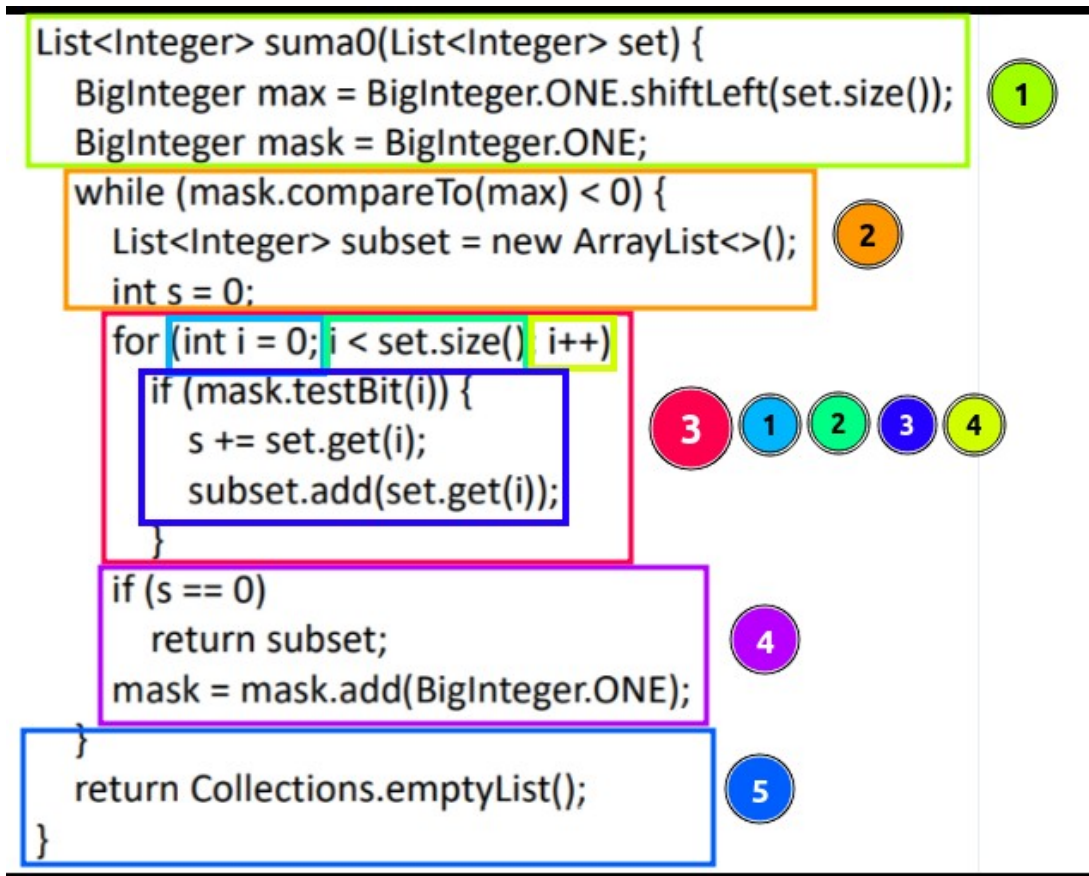 List<Integer> suma0(List<Integer> set) {
BigInteger max = BigInteger.ONE.shiftLeft(set.size());
1
BigInteger mask = BigInteger.ONE;
while (mask.compareTo(max) < 0) {
2
List<Integer> subset = new ArrayList<>();
int s = 0;
for (int i = 0; i < set.size() i++)
if (mask.testBit(i)) {
3 1 2 3 4
s += set.get(i);
subset.add(set.get(i));
}
if (s == 0)
return subset;
4
mask = mask.add(BigInteger.ONE);
}
return Collections.emptyList();
5
}